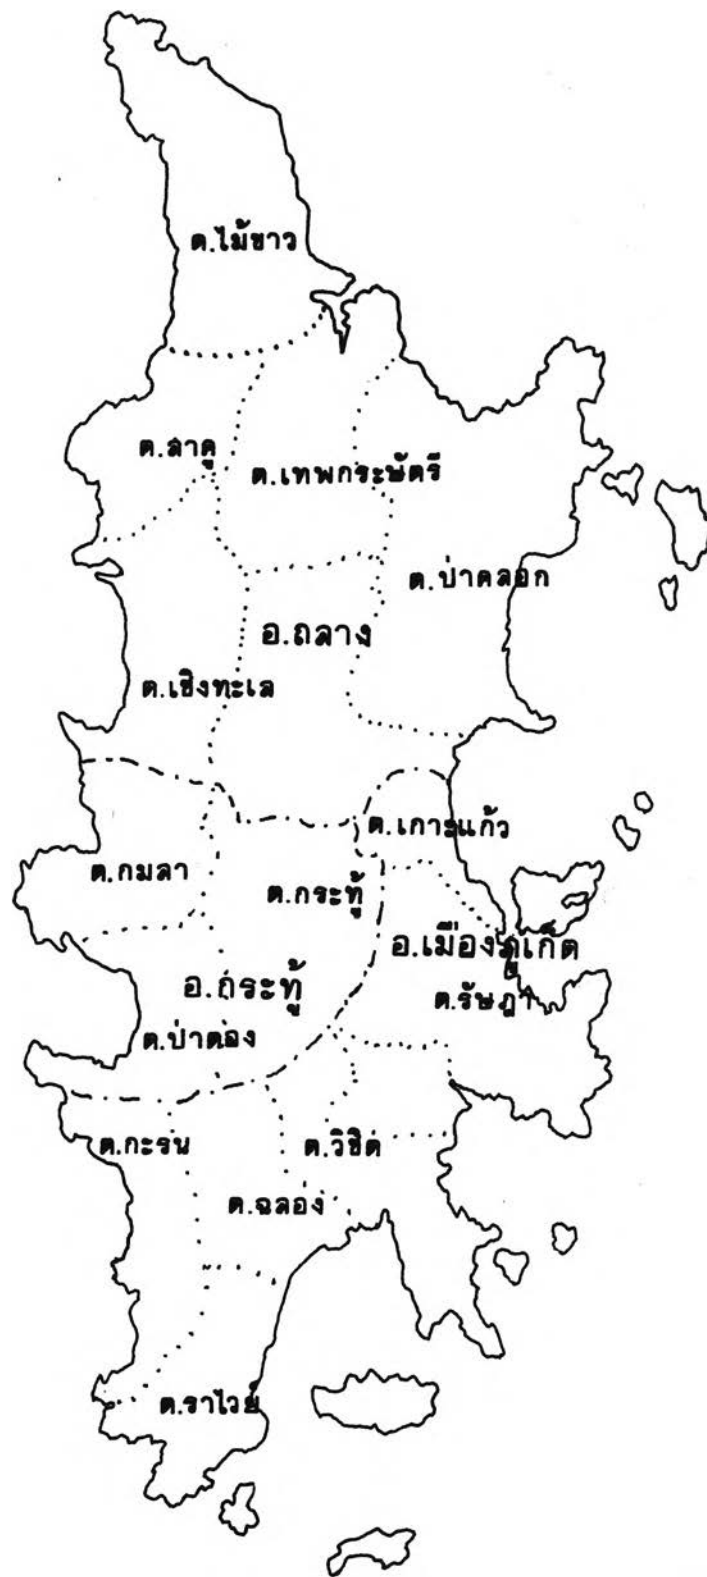 ต.ไม้ขาว
ต.สาคู
ต.เทพกระษัตรี
ต.ป่าคลอก
อ.ถลาง
ต.เชิงทะเล
ต.เกาะแก้ว
ต.กมลา
ต.กระทู้
อ.เมืองภูเก็ต
อ.กระทู้
ต.รัษฎา
ต.ป่าตอง
ต.กะรน
ต.วิชิต
ต.ฉลอง
ต.ราไวย์